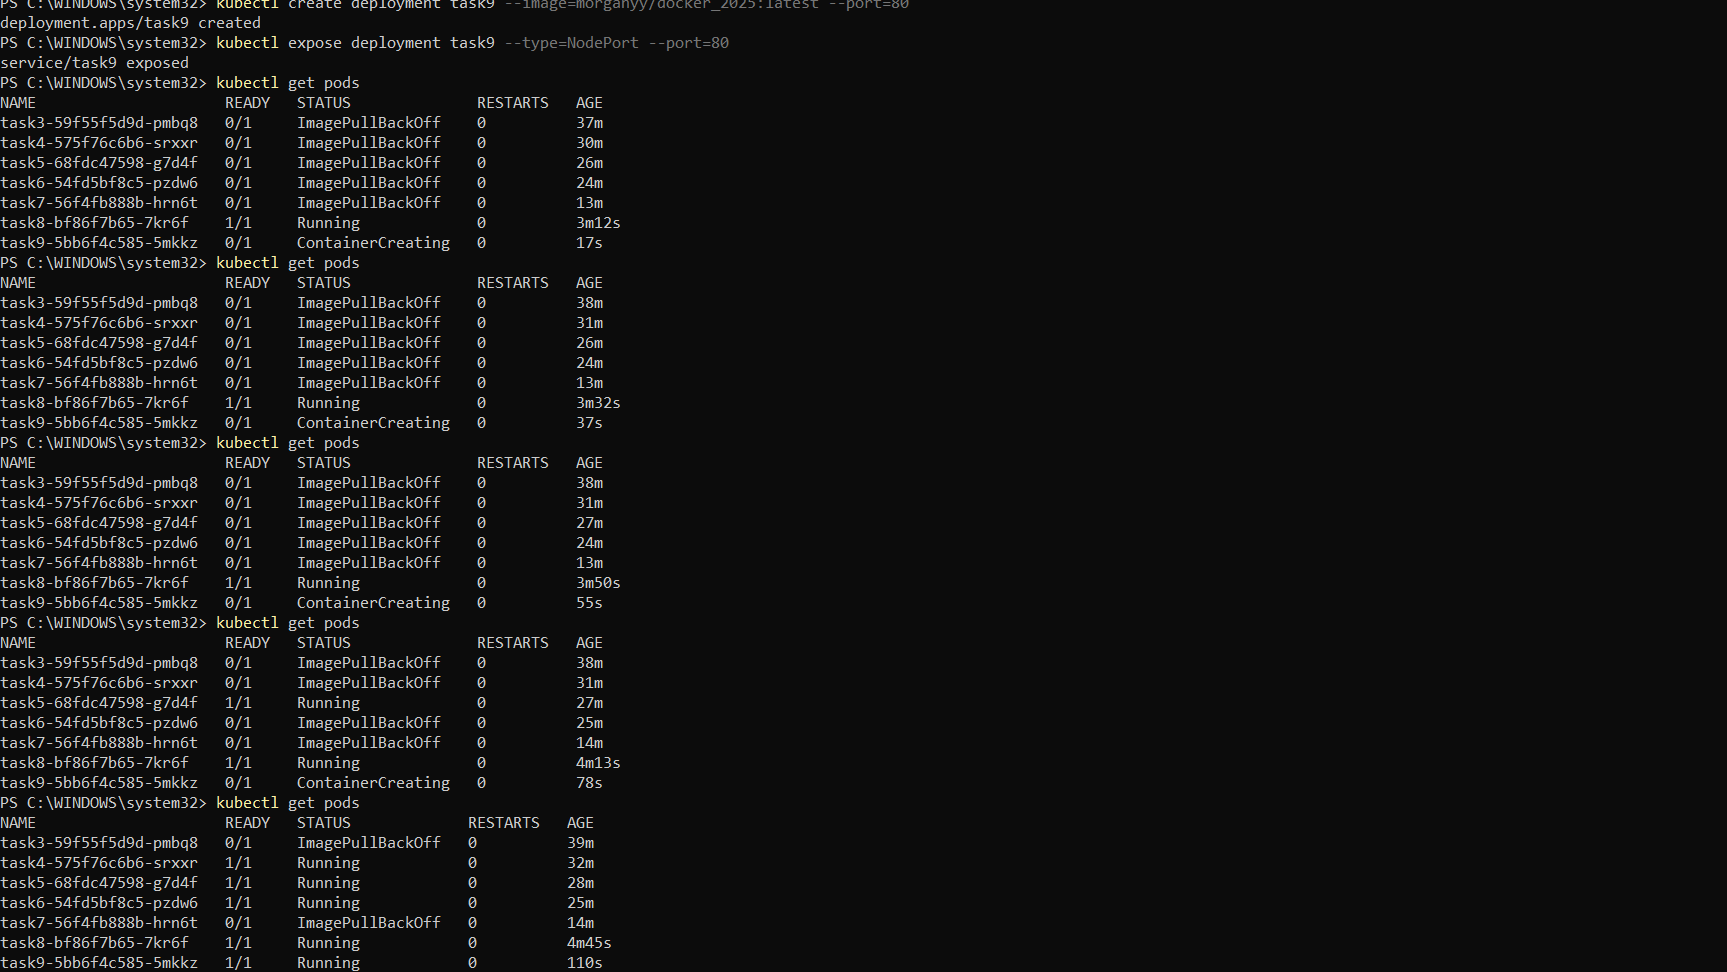 PS C:\WINDOWS\system32> kubectl create deployment task9 --image=morganyy/docker_2025:latest --port=80
deployment.apps/task9 created
PS C:\WINDOWS\system32> kubectl expose deployment task9 --type=NodePort --port=80
service/task9 exposed
PS C:\WINDOWS\system32> kubectl get pods
NAME                     READY   STATUS              RESTARTS   AGE
task3-59f55f5d9d-pmbq8   0/1     ImagePullBackOff    0          37m
task4-575f76c6b6-srxxr   0/1     ImagePullBackOff    0          30m
task5-68fdc47598-g7d4f   0/1     ImagePullBackOff    0          26m
task6-54fd5bf8c5-pzdw6   0/1     ImagePullBackOff    0          24m
task7-56f4fb888b-hrn6t   0/1     ImagePullBackOff    0          13m
task8-bf86f7b65-7kr6f    1/1     Running             0          3m12s
task9-5bb6f4c585-5mkkz   0/1     ContainerCreating   0          17s
PS C:\WINDOWS\system32> kubectl get pods
NAME                     READY   STATUS              RESTARTS   AGE
task3-59f55f5d9d-pmbq8   0/1     ImagePullBackOff    0          38m
task4-575f76c6b6-srxxr   0/1     ImagePullBackOff    0          31m
task5-68fdc47598-g7d4f   0/1     ImagePullBackOff    0          26m
task6-54fd5bf8c5-pzdw6   0/1     ImagePullBackOff    0          24m
task7-56f4fb888b-hrn6t   0/1     ImagePullBackOff    0          13m
task8-bf86f7b65-7kr6f    1/1     Running             0          3m32s
task9-5bb6f4c585-5mkkz   0/1     ContainerCreating   0          37s
PS C:\WINDOWS\system32> kubectl get pods
NAME                     READY   STATUS              RESTARTS   AGE
task3-59f55f5d9d-pmbq8   0/1     ImagePullBackOff    0          38m
task4-575f76c6b6-srxxr   0/1     ImagePullBackOff    0          31m
task5-68fdc47598-g7d4f   0/1     ImagePullBackOff    0          27m
task6-54fd5bf8c5-pzdw6   0/1     ImagePullBackOff    0          24m
task7-56f4fb888b-hrn6t   0/1     ImagePullBackOff    0          13m
task8-bf86f7b65-7kr6f    1/1     Running             0          3m50s
task9-5bb6f4c585-5mkkz   0/1     ContainerCreating   0          55s
PS C:\WINDOWS\system32> kubectl get pods
NAME                     READY   STATUS              RESTARTS   AGE
task3-59f55f5d9d-pmbq8   0/1     ImagePullBackOff    0          38m
task4-575f76c6b6-srxxr   0/1     ImagePullBackOff    0          31m
task5-68fdc47598-g7d4f   1/1     Running             0          27m
task6-54fd5bf8c5-pzdw6   0/1     ImagePullBackOff    0          25m
task7-56f4fb888b-hrn6t   0/1     ImagePullBackOff    0          14m
task8-bf86f7b65-7kr6f    1/1     Running             0          4m13s
task9-5bb6f4c585-5mkkz   0/1     ContainerCreating   0          78s
PS C:\WINDOWS\system32> kubectl get pods
NAME                     READY   STATUS             RESTARTS   AGE
task3-59f55f5d9d-pmbq8   0/1     ImagePullBackOff   0          39m
task4-575f76c6b6-srxxr   1/1     Running            0          32m
task5-68fdc47598-g7d4f   1/1     Running            0          28m
task6-54fd5bf8c5-pzdw6   1/1     Running            0          25m
task7-56f4fb888b-hrn6t   0/1     ImagePullBackOff   0          14m
task8-bf86f7b65-7kr6f    1/1     Running            0          4m45s
task9-5bb6f4c585-5mkkz   1/1     Running            0          110s